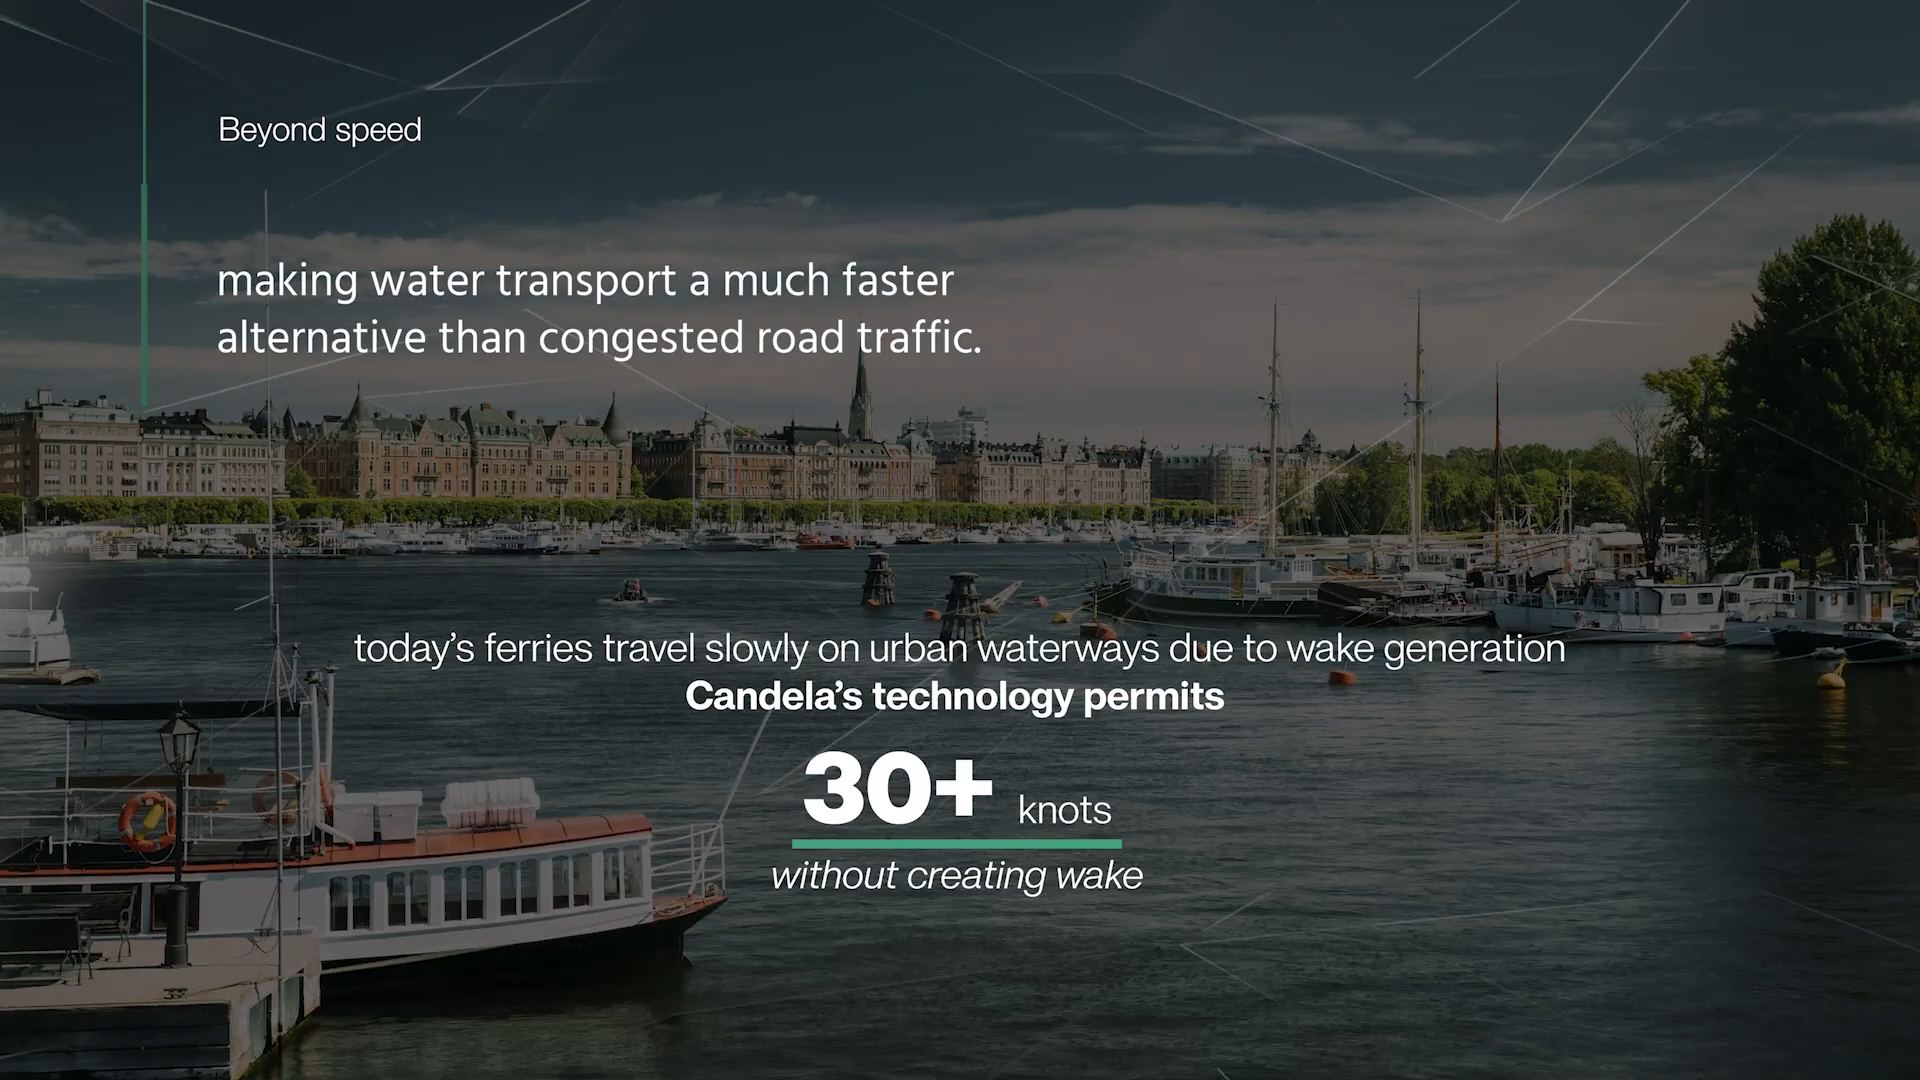 Beyond speed
making water transport a much faster
alternative than congested road traffic.
today’s ferries travel slowly on urban waterways due to wake generation
Candela’s technology permits
30+ knots
without creating wake